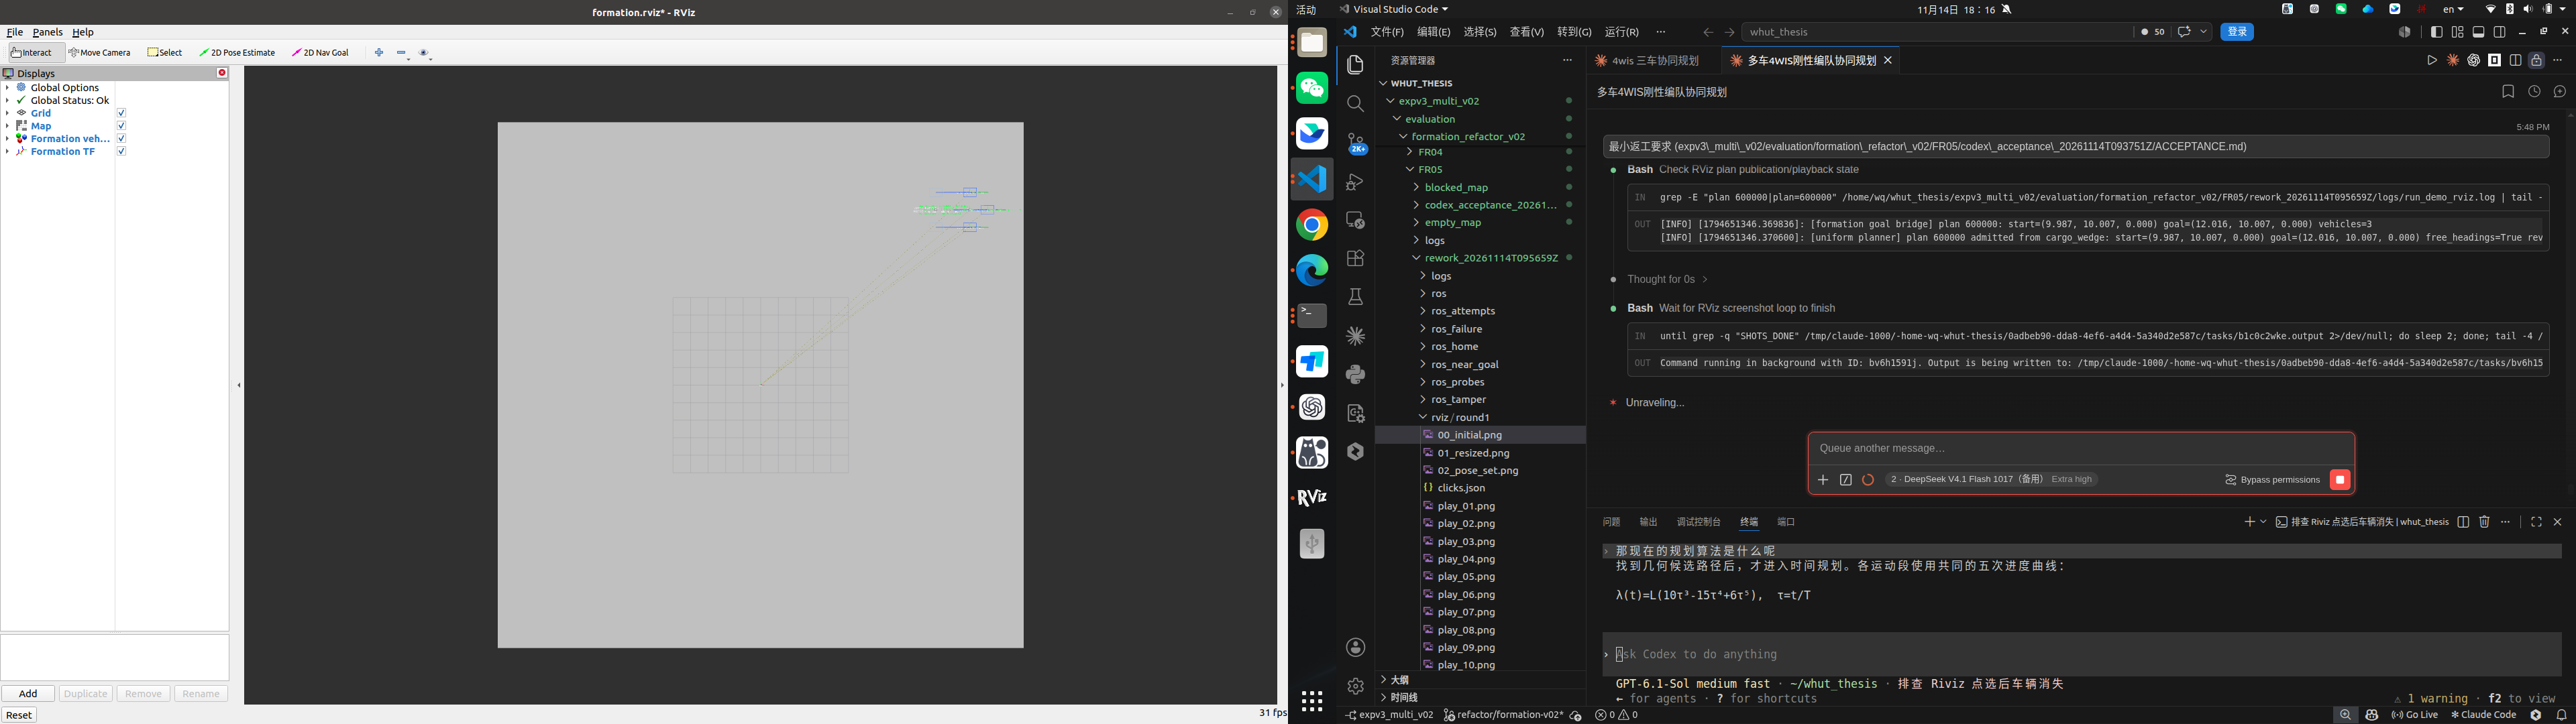 formation.rviz* - RViz
File Panels Help
Interact Move Camera Select 2D Pose Estimate 2D Nav Goal
Displays
Global Options
Global Status: Ok
Grid
Map
Formation veh...
Formation TF
Add Duplicate Remove Rename
Reset
31 fps
活动 Visual Studio Code 11月14日 18：16 en
文件(F) 编辑(E) 选择(S) 查看(V) 转到(G) 运行(R) ··· whut_thesis 50 登录
资源管理器
WHUT_THESIS
expv3_multi_v02
evaluation
formation_refactor_v02
FR04
FR05
blocked_map
codex_acceptance_20261...
empty_map
logs
rework_20261114T095659Z
logs
ros
ros_attempts
ros_failure
ros_home
ros_near_goal
ros_probes
ros_tamper
rviz / round1
00_initial.png
01_resized.png
02_pose_set.png
clicks.json
play_01.png
play_02.png
play_03.png
play_04.png
play_05.png
play_06.png
play_07.png
play_08.png
play_09.png
play_10.png
大纲
时间线
2K+
RViz
4wis 三车协同规划 多车4WIS刚性编队协同规划
多车4WIS刚性编队协同规划
5:48 PM
最小返工要求 (expv3\_multi\_v02/evaluation/formation\_refactor\_v02/FR05/codex\_acceptance\_20261114T093751Z/ACCEPTANCE.md)
Bash Check RViz plan publication/playback state
IN grep -E "plan 600000|plan=600000" /home/wq/whut_thesis/expv3_multi_v02/evaluation/formation_refactor_v02/FR05/rework_20261114T095659Z/logs/run_demo_rviz.log | tail -
OUT [INFO] [1794651346.369836]: [formation goal bridge] plan 600000: start=(9.987, 10.007, 0.000) goal=(12.016, 10.007, 0.000) vehicles=3
[INFO] [1794651346.370600]: [uniform planner] plan 600000 admitted from cargo_wedge: start=(9.987, 10.007, 0.000) goal=(12.016, 10.007, 0.000) free_headings=True rev
Thought for 0s
Bash Wait for RViz screenshot loop to finish
IN until grep -q "SHOTS_DONE" /tmp/claude-1000/-home-wq-whut-thesis/0adbeb90-dda8-4ef6-a4d4-5a340d2e587c/tasks/b1c0c2wke.output 2>/dev/null; do sleep 2; done; tail -4 /
OUT Command running in background with ID: bv6h1591j. Output is being written to: /tmp/claude-1000/-home-wq-whut-thesis/0adbeb90-dda8-4ef6-a4d4-5a340d2e587c/tasks/bv6h15
Unraveling...
Queue another message…
2 - DeepSeek V4.1 Flash 1017（备用） Extra high Bypass permissions
问题 输出 调试控制台 终端 端口 排查 Riviz 点选后车辆消失 | whut_thesis
› 那现在的规划算法是什么呢
找到几何候选路径后，才进入时间规划。各运动段使用共同的五次进度曲线：
λ(t)=L(10τ³-15τ⁴+6τ⁵), τ=t/T
› Ask Codex to do anything
GPT-6.1-Sol medium fast · ~/whut_thesis · 排查 Riviz 点选后车辆消失
← for agents · ? for shortcuts ⚠ 1 warning · f2 to view
expv3_multi_v02 refactor/formation-v02* 0 0 Go Live Claude Code